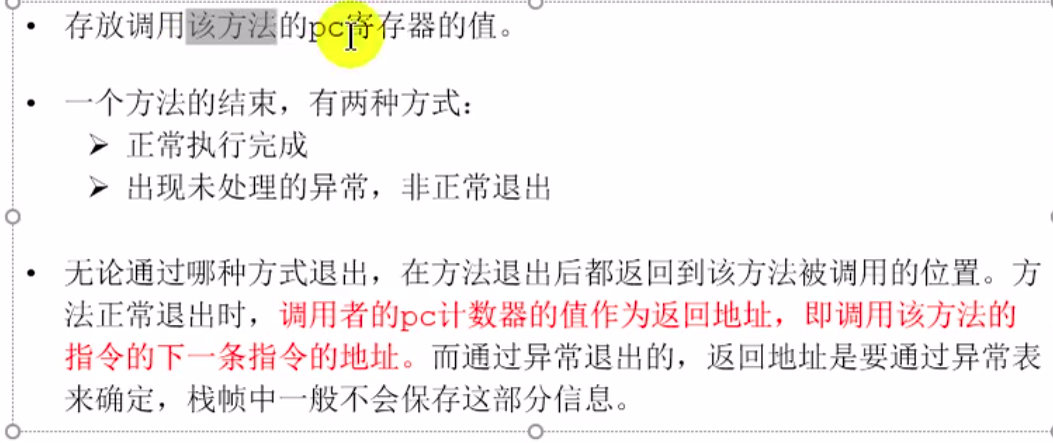 • 存放调用该方法的pc寄存器的值。
• 一个方法的结束，有两种方式：
➢ 正常执行完成
➢ 出现未处理的异常，非正常退出
• 无论通过哪种方式退出，在方法退出后都返回到该方法被调用的位置。方
法正常退出时，调用者的pc计数器的值作为返回地址，即调用该方法的
指令的下一条指令的地址。而通过异常退出的，返回地址是要通过异常表
来确定，栈帧中一般不会保存这部分信息。